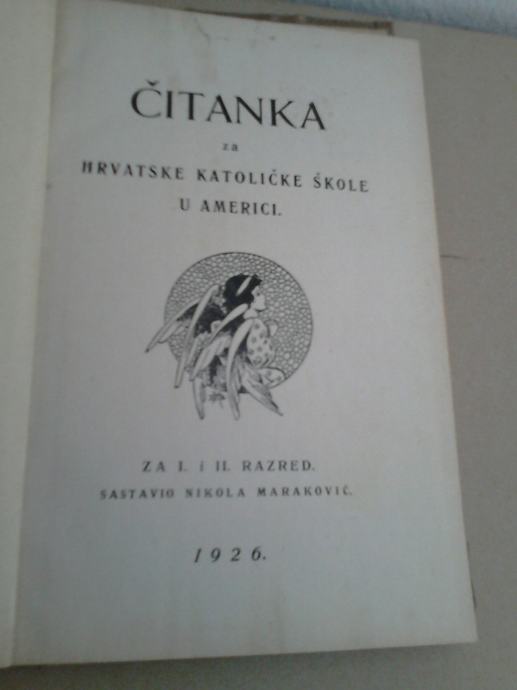 ČITANKA
za
HRVATSKE KATOLIČKE ŠKOLE
U AMERICI.
ZA I. i II. RAZRED.
SASTAVIO NIKOLA MARAKOVIĆ.
1926.